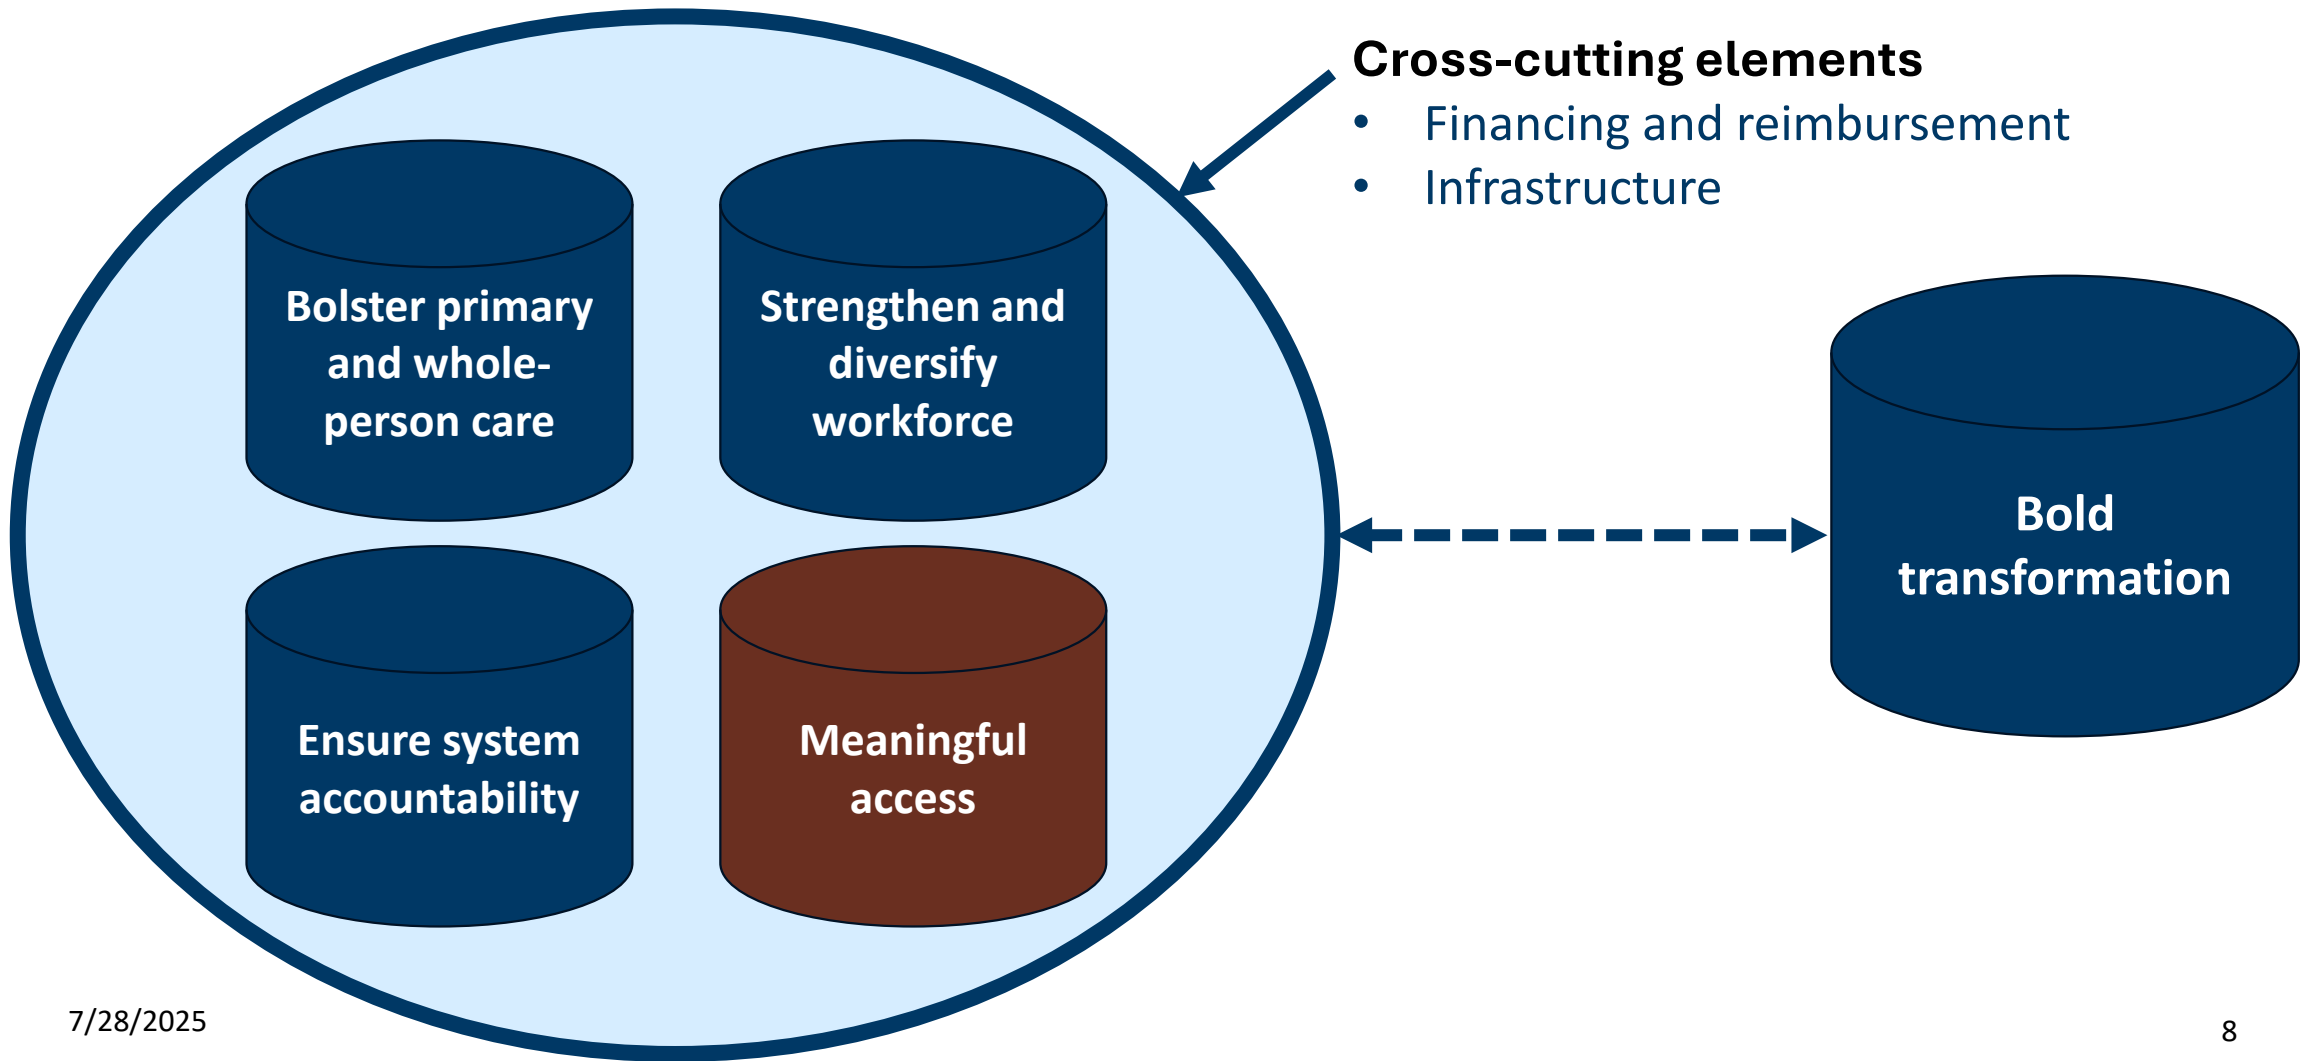 Cross-cutting elements
• Financing and reimbursement
• Infrastructure
Bolster primary
and whole-
person care
Strengthen and
diversify
workforce
Ensure system
accountability
Meaningful
access
Bold
transformation
7/28/2025
8